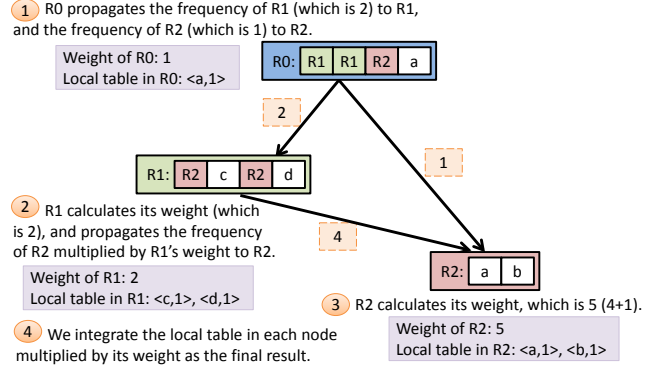 1 R0 propagates the frequency of R1 (which is 2) to R1,
and the frequency of R2 (which is 1) to R2.
Weight of R0: 1
Local table in R0: <a,1>
R0: R1 R1 R2 a
2
1
R1: R2 c R2 d
2 R1 calculates its weight (which
is 2), and propagates the frequency
of R2 multiplied by R1's weight to R2.
4
Weight of R1: 2
Local table in R1: <c,1>, <d,1>
R2: a b
3 R2 calculates its weight, which is 5 (4+1).
Weight of R2: 5
Local table in R2: <a,1>, <b,1>
4 We integrate the local table in each node
multiplied by its weight as the final result.